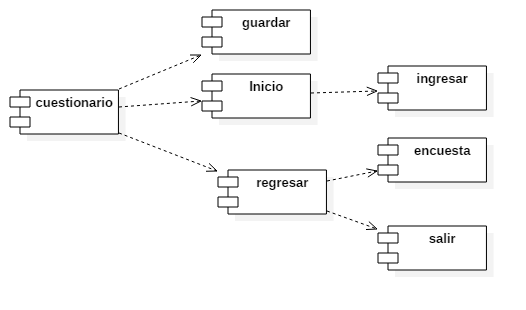 guardar
Inicio
ingresar
cuestionario
encuesta
regresar
salir